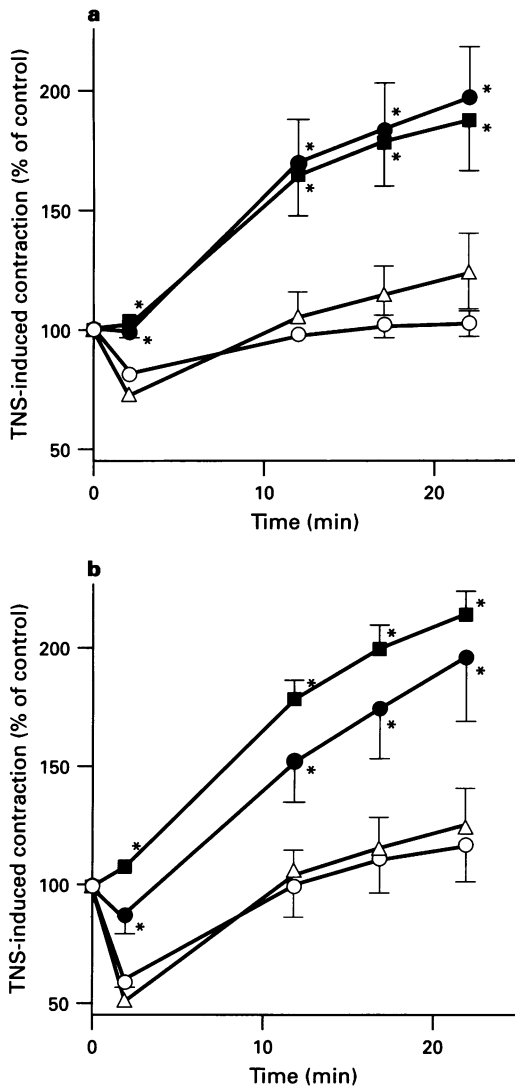 a
TNS-induced contraction (% of control)
200
150
100
50
0
10
20
Time (min)
* * * * * * * *
b
TNS-induced contraction (% of control)
200
150
100
50
0
10
20
Time (min)
* * * * * * * *